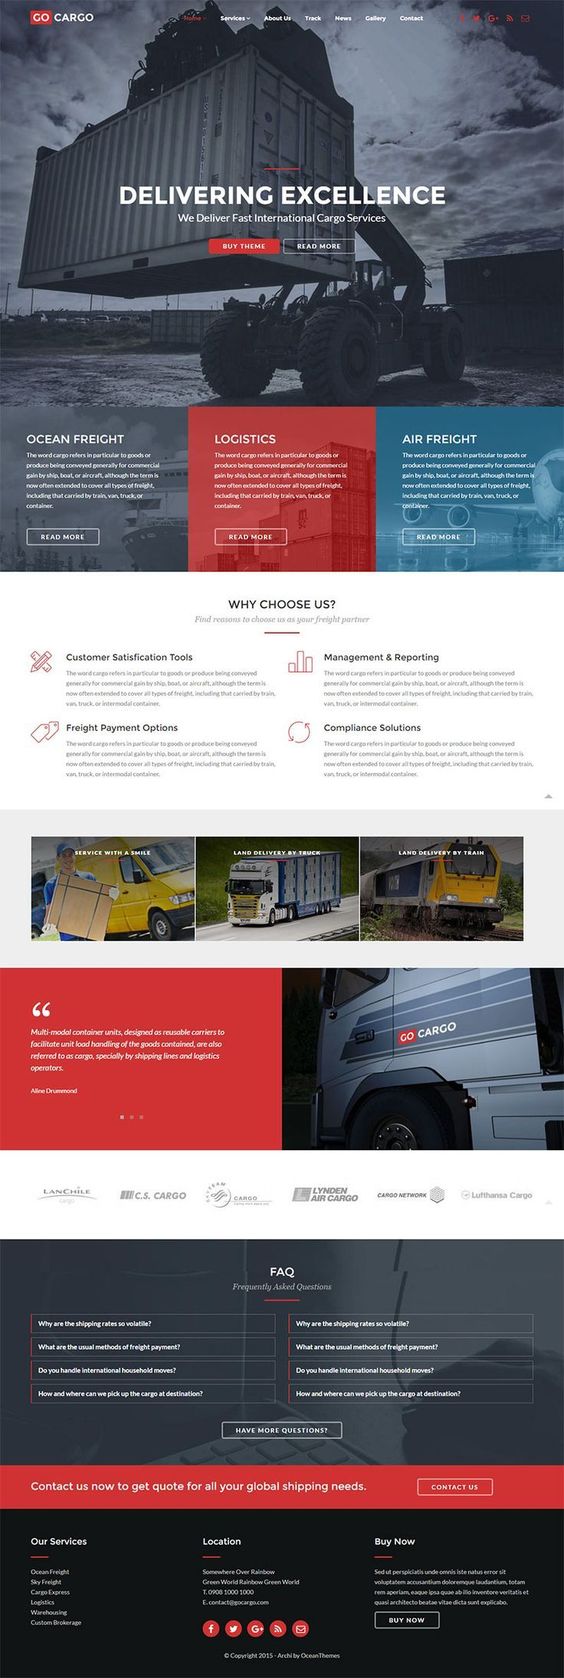 GO CARGO
Home Services About Us Track News Gallery Contact
DELIVERING EXCELLENCE
We Deliver Fast International Cargo Services
BUY THEME READ MORE
OCEAN FREIGHT
The word cargo refers in particular to goods or
produce being conveyed generally for commercial
gain by ship, boat, or aircraft, although the term is
now often extended to cover all types of freight,
including that carried by train, van, truck, or
container.
READ MORE
LOGISTICS
The word cargo refers in particular to goods or
produce being conveyed generally for commercial
gain by ship, boat, or aircraft, although the term is
now often extended to cover all types of freight,
including that carried by train, van, truck, or
container.
READ MORE
AIR FREIGHT
The word cargo refers in particular to goods or
produce being conveyed generally for commercial
gain by ship, boat, or aircraft, although the term is
now often extended to cover all types of freight,
including that carried by train, van, truck, or
container.
READ MORE
WHY CHOOSE US?
Find reasons to choose us as your freight partner
Customer Satisfication Tools
The word cargo refers in particular to goods or produce being conveyed
generally for commercial gain by ship, boat, or aircraft, although the term is
now often extended to cover all types of freight, including that carried by train,
van, truck, or intermodal container.
Management & Reporting
The word cargo refers in particular to goods or produce being conveyed
generally for commercial gain by ship, boat, or aircraft, although the term is
now often extended to cover all types of freight, including that carried by train,
van, truck, or intermodal container.
Freight Payment Options
The word cargo refers in particular to goods or produce being conveyed
generally for commercial gain by ship, boat, or aircraft, although the term is
now often extended to cover all types of freight, including that carried by train,
van, truck, or intermodal container.
Compliance Solutions
The word cargo refers in particular to goods or produce being conveyed
generally for commercial gain by ship, boat, or aircraft, although the term is
now often extended to cover all types of freight, including that carried by train,
van, truck, or intermodal container.
SERVICE WITH A SMILE
LAND DELIVERY BY TRUCK
LAND DELIVERY BY TRAIN
“
Multi-modal container units, designed as reusable carriers to
facilitate unit load handling of the goods contained, are also
referred to as cargo, specially by shipping lines and logistics
operators.
Aline Drummond
GO CARGO
LANCHILE
cargo
C.S. CARGO
SKYTEAM
CARGO
LYNDEN
AIR CARGO
CARGO NETWORK
Lufthansa Cargo
FAQ
Frequently Asked Questions
Why are the shipping rates so volatile?
What are the usual methods of freight payment?
Do you handle international household moves?
How and where can we pick up the cargo at destination?
Why are the shipping rates so volatile?
What are the usual methods of freight payment?
Do you handle international household moves?
How and where can we pick up the cargo at destination?
HAVE MORE QUESTIONS?
Contact us now to get quote for all your global shipping needs.
CONTACT US
Our Services
Ocean Freight
Sky Freight
Cargo Express
Logistics
Warehousing
Custom Brokerage
Location
Somewhere Over Rainbow
Green World Rainbow Green World
T. 0908 1000 1000
E. contact@gocargo.com
Buy Now
Sed ut perspiciatis unde omnis iste natus error sit
voluptatem accusantium doloremque laudantium, totam
rem aperiam, eaque ipsa quae ab illo inventore veritatis et
quasi architecto beatae vitae dicta sunt explicabo.
BUY NOW
© Copyright 2015 - Archi by OceanThemes